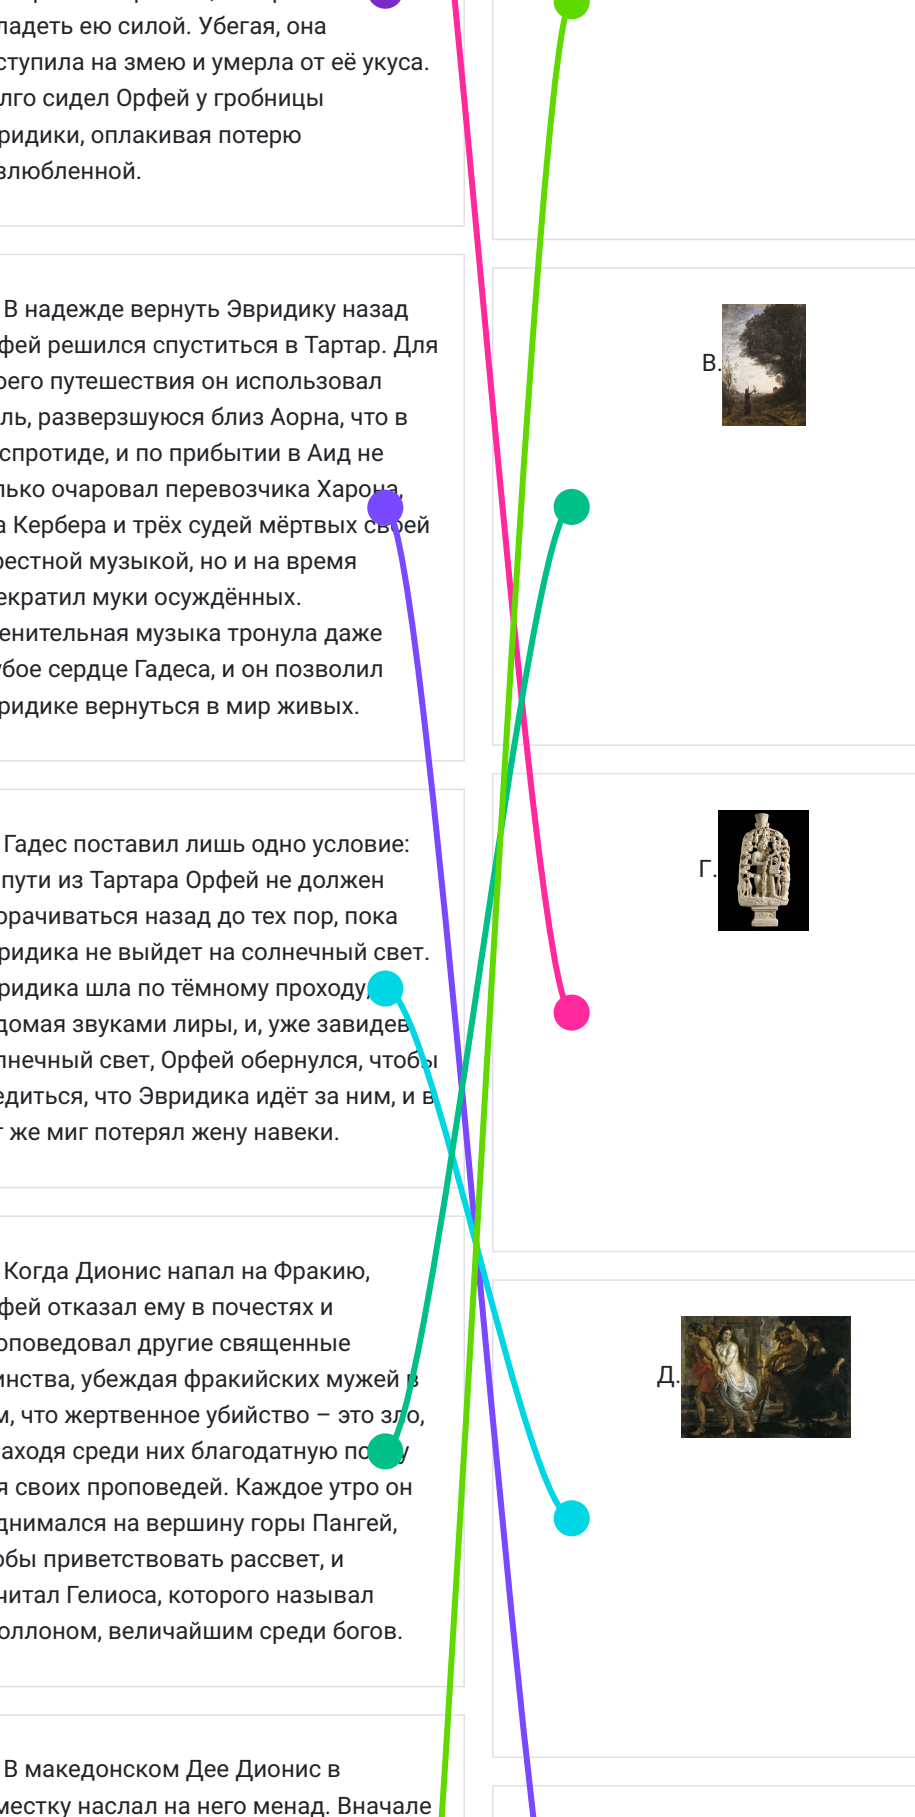 ладеть ею силой. Убегая, она
ступила на змею и умерла от её укуса.
лго сидел Орфей у гробницы
ридики, оплакивая потерю
злюбленной.
В надежде вернуть Эвридику назад
фей решился спуститься в Тартар. Для
оего путешествия он использовал
ль, разверзшуюся близ Аорна, что в
спротиде, и по прибытии в Аид не
лько очаровал перевозчика Харона,
а Кербера и трёх судей мёртвых своей
рестной музыкой, но и на время
екратил муки осуждённых.
енительная музыка тронула даже
убое сердце Гадеса, и он позволил
ридике вернуться в мир живых.
Гадес поставил лишь одно условие:
пути из Тартара Орфей не должен
орачиваться назад до тех пор, пока
ридика не выйдет на солнечный свет.
ридика шла по тёмному проходу,
домая звуками лиры, и, уже завидев
лнечный свет, Орфей обернулся, чтобы
едиться, что Эвридика идёт за ним, и в
т же миг потерял жену навеки.
Когда Дионис напал на Фракию,
фей отказал ему в почестях и
оповедовал другие священные
инства, убеждая фракийских мужей в
м, что жертвенное убийство – это зло,
аходя среди них благодатную
я своих проповедей. Каждое утро он
днимался на вершину горы Пангей,
обы приветствовать рассвет, и
читал Гелиоса, которого называл
оллоном, величайшим среди богов.
В македонском Дее Дионис в
местку наслал на него менад. Вначале
В.
Г.
Д.